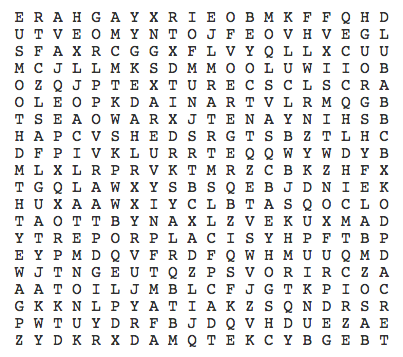 E R A H G A Y X R I E O B M K F F Q H D
U T V E O M Y N T O J F E O V H V E G L
S F A X R C G G X F L V Y Q L L X C U U
M C J L L M K S D M M O O L U W I I O B
O Z Q J P T E X T U R E C S C L S C R A
O L E O P K D A I N A R T V L R M Q G B
T S E A O W A R X J T E N A Y N I H S B
H A P C V S H E D S R G T S B Z T L H C
D F P I V K L U R R T E Q Q W Y W D Y B
M L X L R P R V K T M R Z C B K Z H F X
T G Q L A W X Y S B S Q E B J D N I E K
H U X A A W X I Y C L B T A S Q O C L O
T A O T T B Y N A X L Z V E K U X M A D
Y T R E P O R P L A C I S Y H P F T B P
E Y P M D Q V F R D F Q W H M U U Q M D
W J T N G E U T Q Z P S V O R I R C Z A
A A T O I L J M B L C F J G T K P I O C
G K K N L P Y A T I A K Z S Q N D R S R
P W T U Y D R F B J D Q V H D U E Z A E
Z Y D K R X D A M Q T E K C Y B G E B T